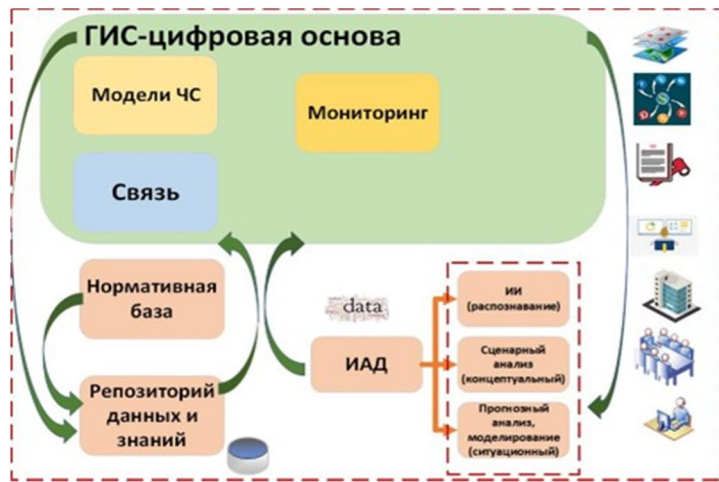 ГИС-цифровая основа
Модели ЧС
Мониторинг
Связь
Нормативная
база
Репозиторий
данных и
знаний
data
ИАД
ИИ
(распознавание)
Сценарный
анализ
(концептуальный)
Прогнозный
анализ,
моделирование
(ситуационный)